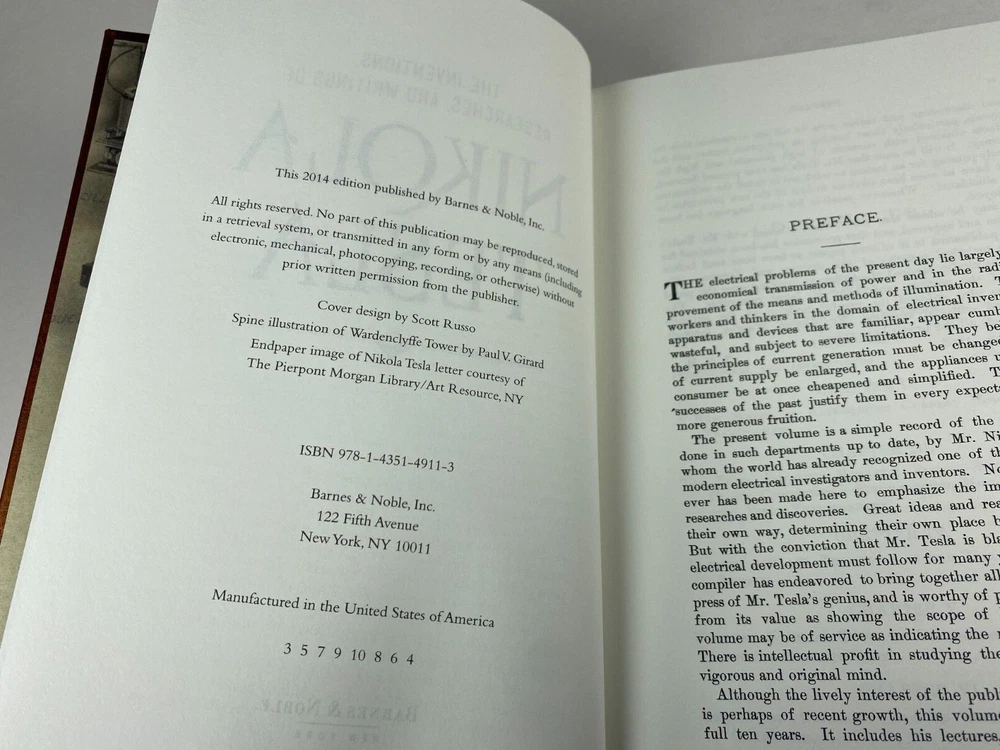 This 2014 edition published by Barnes & Noble, Inc.
All rights reserved. No part of this publication may be reproduced, stored
in a retrieval system, or transmitted in any form or by any means (including
electronic, mechanical, photocopying, recording, or otherwise) without
prior written permission from the publisher.
Cover design by Scott Russo
Spine illustration of Wardenclyffe Tower by Paul V. Girard
Endpaper image of Nikola Tesla letter courtesy of
The Pierpont Morgan Library/Art Resource, NY
ISBN 978-1-4351-4911-3
Barnes & Noble, Inc.
122 Fifth Avenue
New York, NY 10011
Manufactured in the United States of America
3 5 7 9 10 8 6 4
PREFACE.
THE electrical problems of the present day lie largely
economical transmission of power and in the
provement of the means and methods of illumination.
workers and thinkers in the domain of electrical
apparatus and devices that are familiar, appear
wasteful, and subject to severe limitations. They
the principles of current generation must be
of current supply be enlarged, and the appliances
consumer be at once cheapened and simplified.
successes of the past justify them in every
more generous fruition.
The present volume is a simple record of the
done in such departments up to date, by Mr.
whom the world has already recognized one of
modern electrical investigators and inventors.
ever has been made here to emphasize the
researches and discoveries. Great ideas and
their own way, determining their own place
But with the conviction that Mr. Tesla is
electrical development must follow for many
compiler has endeavored to bring together
press of Mr. Tesla's genius, and is worthy of
from its value as showing the scope of
volume may be of service as indicating the
There is intellectual profit in studying the
vigorous and original mind.
Although the lively interest of the
is perhaps of recent growth, this
full ten years. It includes his lectures,